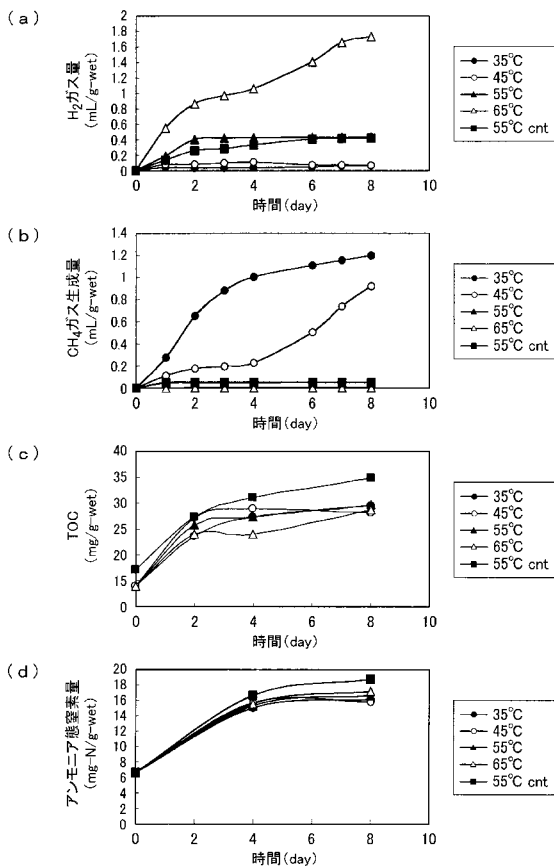 (a)
H2ガス量
(mL/g-wet)
2
1.8
1.6
1.4
1.2
1
0.8
0.6
0.4
0.2
0
0 2 4 6 8 10
時間(day)
35°C
45°C
55°C
65°C
55°C cnt
(b)
CH4ガス生成量
(mL/g-wet)
1.4
1.2
1
0.8
0.6
0.4
0.2
0
0 2 4 6 8 10
時間(day)
35°C
45°C
55°C
65°C
55°C cnt
(c)
TOC
(mg/g-wet)
40
35
30
25
20
15
10
0
0 2 4 6 8 10
時間(day)
35°C
45°C
55°C
65°C
55°C cnt
(d)
アンモニア態窒素量
(mg-N/g-wet)
20
18
16
14
12
10
8
6
4
2
0
0 2 4 6 8 10
時間(day)
35°C
45°C
55°C
65°C
55°C cnt